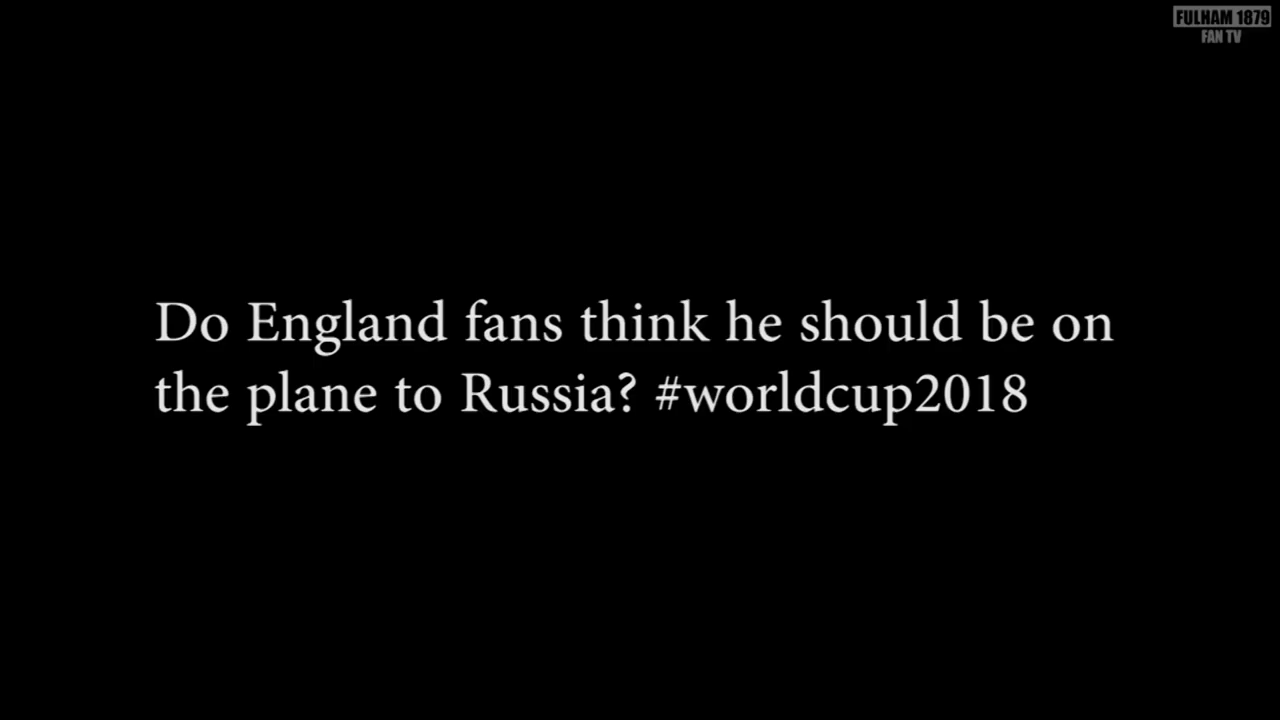 FULHAM 1879
FAN TV
Do England fans think he should be on
the plane to Russia? #worldcup2018